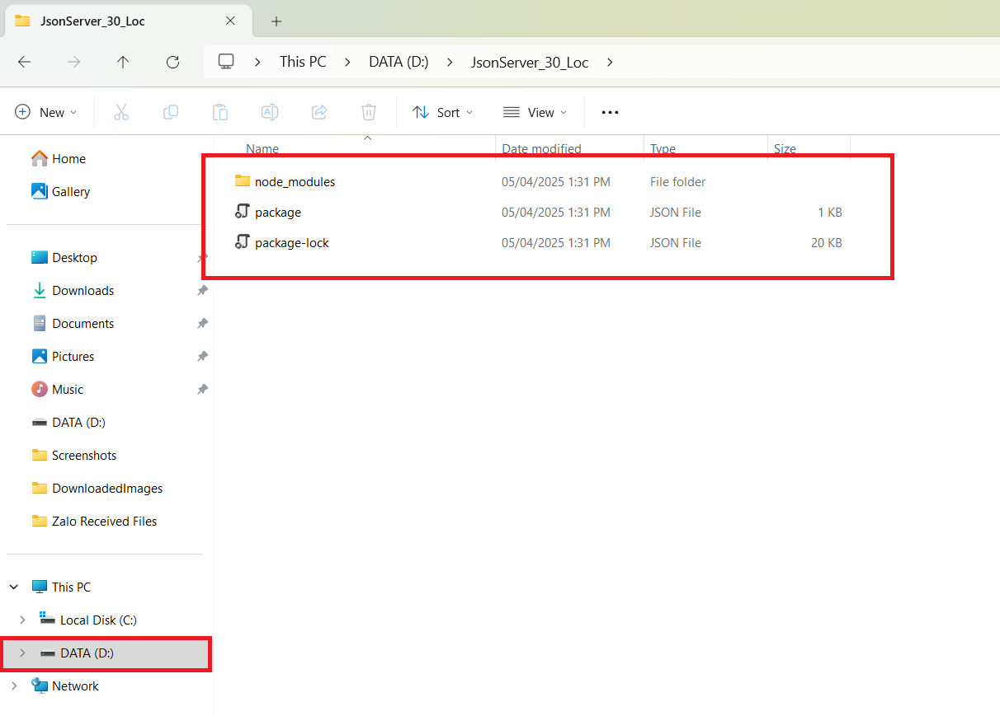 JsonServer_30_Loc
This PC DATA (D:) JsonServer_30_Loc
New Sort View
Name Date modified Type Size
node_modules 05/04/2025 1:31 PM File folder
package 05/04/2025 1:31 PM JSON File 1 KB
package-lock 05/04/2025 1:31 PM JSON File 20 KB
Home
Gallery
Desktop
Downloads
Documents
Pictures
Music
DATA (D:)
Screenshots
DownloadedImages
Zalo Received Files
This PC
Local Disk (C:)
DATA (D:)
Network